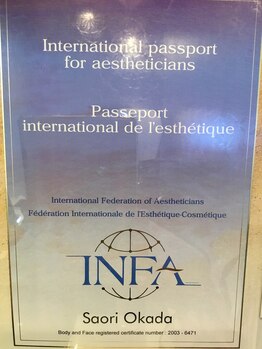 International passport
for aestheticians
Passeport
international de l'esthétique
International Federation of Aestheticians
Fédération Internationale de l'Esthétique-Cosmétique
INFA
Saori Okada
Body and Face registered certificate number : 2003 - 6471